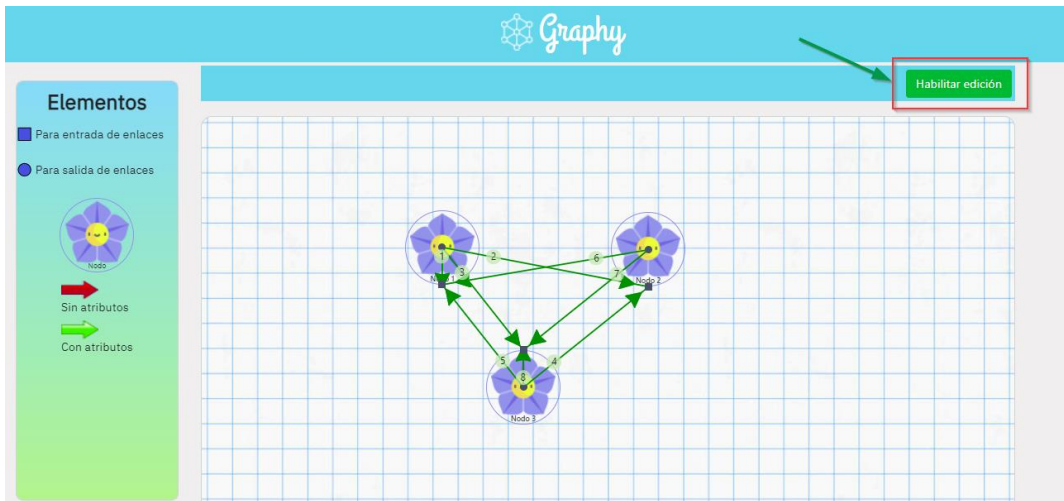 Graphy
Habilitar edición
Elementos
Para entrada de enlaces
Para salida de enlaces
Nodo
Sin atributos
Con atributos
1
2
3
6
7
Nodo 2
5
4
8
Nodo 3